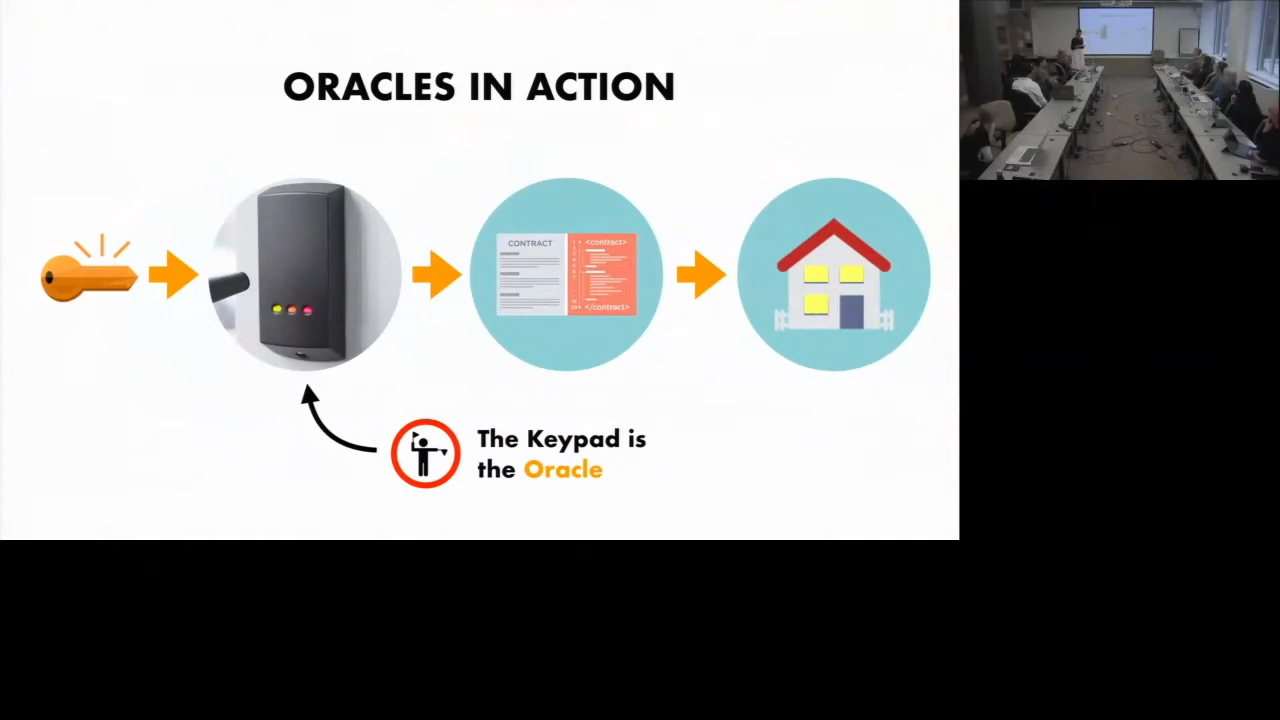 ORACLES IN ACTION
CONTRACT
<contract>
</contract>
The Keypad is
the Oracle